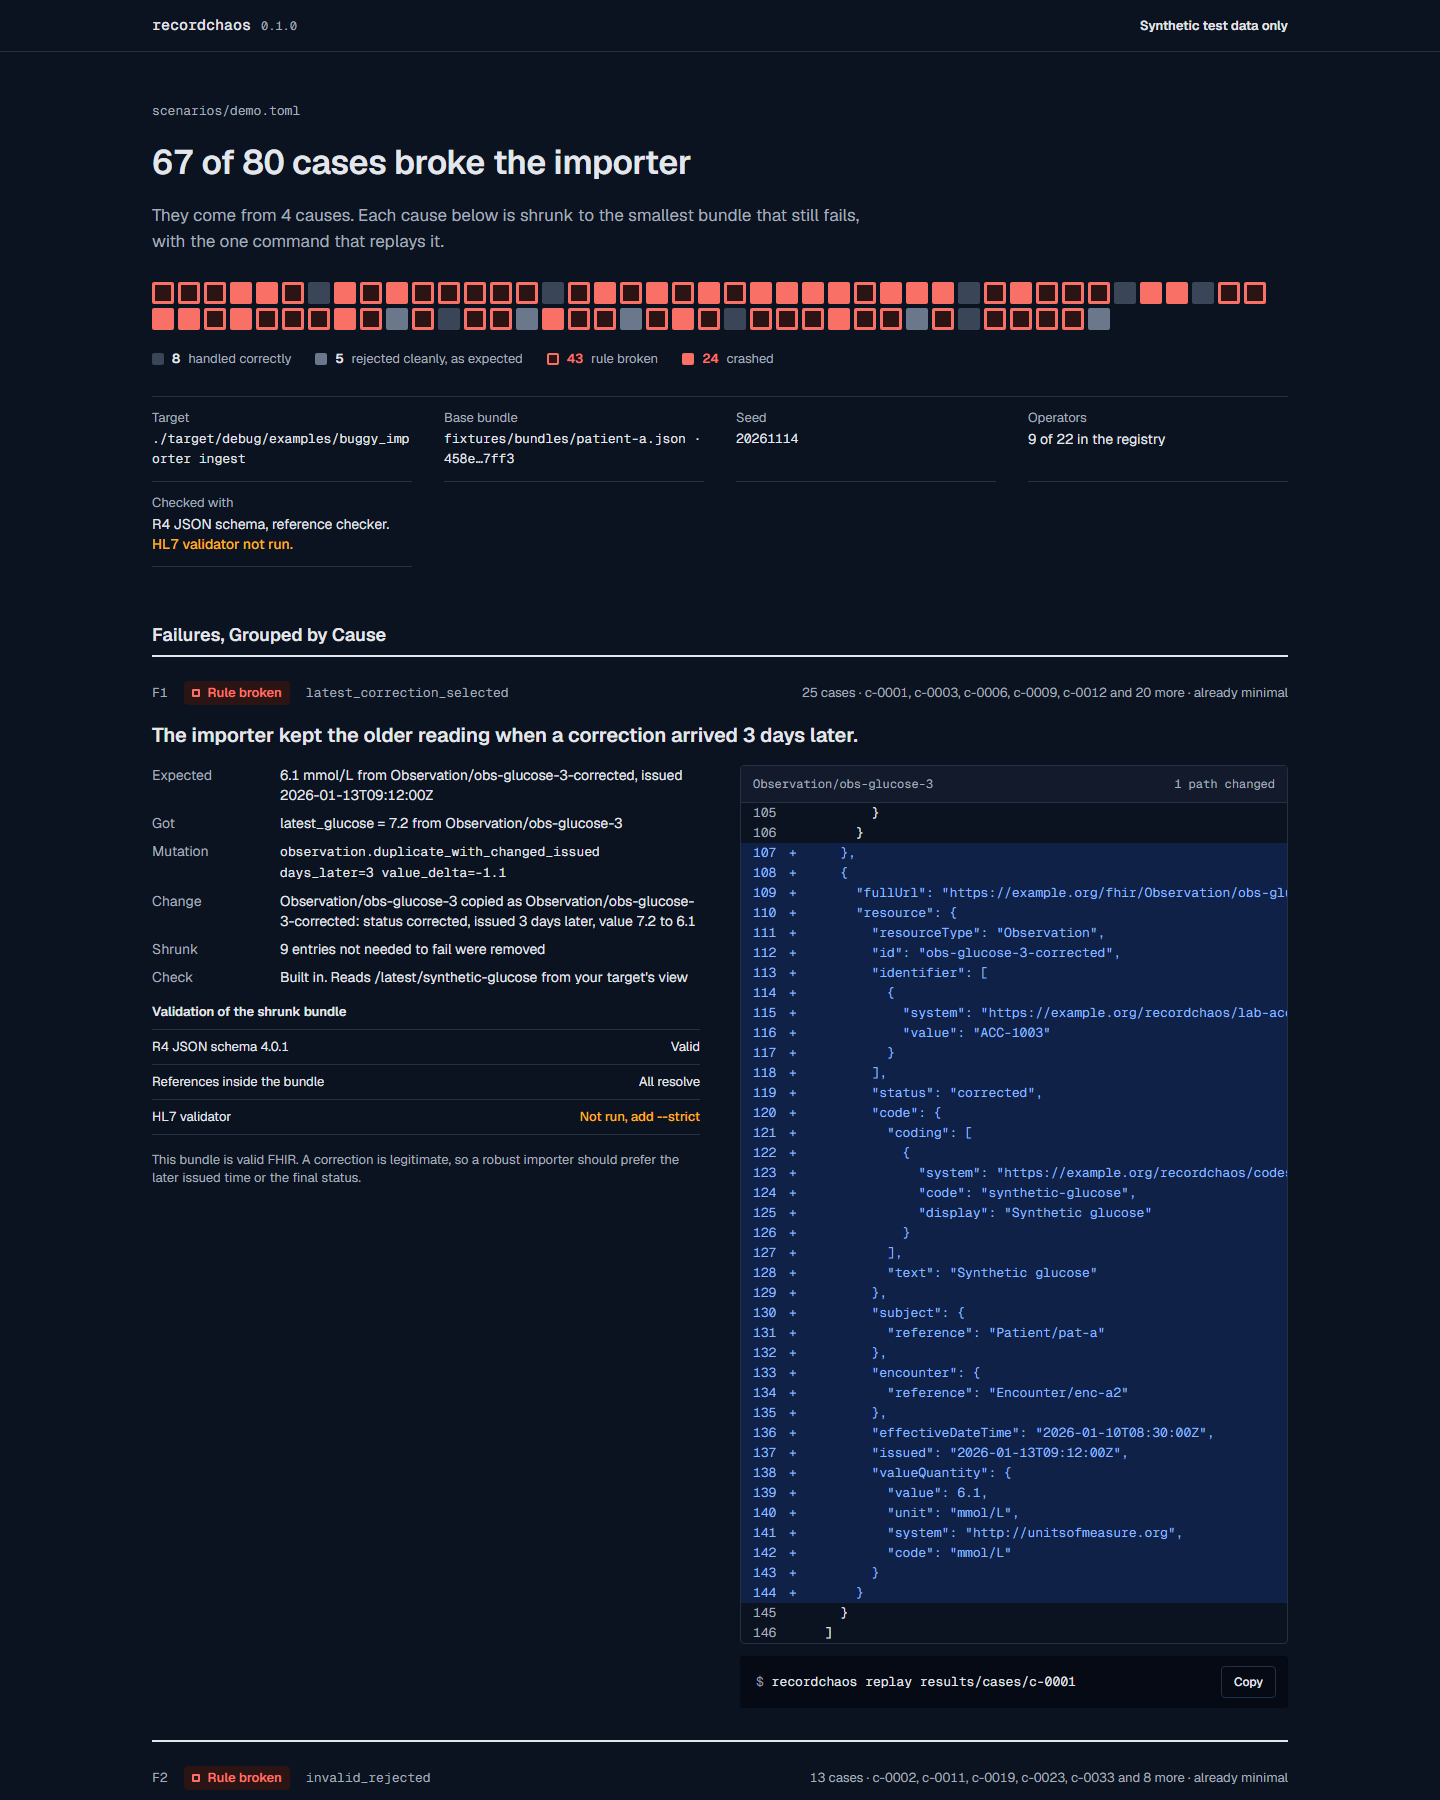 recordchaos 0.1.0
Synthetic test data only
scenarios/demo.toml
67 of 80 cases broke the importer
They come from 4 causes. Each cause below is shrunk to the smallest bundle that still fails,
with the one command that replays it.
8 handled correctly
5 rejected cleanly, as expected
43 rule broken
24 crashed
Target
./target/debug/examples/buggy_imp
orter ingest
Base bundle
fixtures/bundles/patient-a.json ·
458e…7ff3
Seed
20261114
Operators
9 of 22 in the registry
Checked with
R4 JSON schema, reference checker.
HL7 validator not run.
Failures, Grouped by Cause
F1 Rule broken latest_correction_selected
25 cases · c-0001, c-0003, c-0006, c-0009, c-0012 and 20 more · already minimal
The importer kept the older reading when a correction arrived 3 days later.
Expected
6.1 mmol/L from Observation/obs-glucose-3-corrected, issued
2026-01-13T09:12:00Z
Got
latest_glucose = 7.2 from Observation/obs-glucose-3
Mutation
observation.duplicate_with_changed_issued
days_later=3 value_delta=-1.1
Change
Observation/obs-glucose-3 copied as Observation/obs-glucose-
3-corrected: status corrected, issued 3 days later, value 7.2 to 6.1
Shrunk
9 entries not needed to fail were removed
Check
Built in. Reads /latest/synthetic-glucose from your target's view
Validation of the shrunk bundle
R4 JSON schema 4.0.1 Valid
References inside the bundle All resolve
HL7 validator Not run, add --strict
This bundle is valid FHIR. A correction is legitimate, so a robust importer should prefer the
later issued time or the final status.
Observation/obs-glucose-3 1 path changed
105 }
106 }
107 + },
108 + {
109 + "fullUrl": "https://example.org/fhir/Observation/obs-glu
110 + "resource": {
111 + "resourceType": "Observation",
112 + "id": "obs-glucose-3-corrected",
113 + "identifier": [
114 + {
115 + "system": "https://example.org/recordchaos/lab-acc
116 + "value": "ACC-1003"
117 + }
118 + ],
119 + "status": "corrected",
120 + "code": {
121 + "coding": [
122 + {
123 + "system": "https://example.org/recordchaos/codes
124 + "code": "synthetic-glucose",
125 + "display": "Synthetic glucose"
126 + }
127 + ],
128 + "text": "Synthetic glucose"
129 + },
130 + "subject": {
131 + "reference": "Patient/pat-a"
132 + },
133 + "encounter": {
134 + "reference": "Encounter/enc-a2"
135 + },
136 + "effectiveDateTime": "2026-01-10T08:30:00Z",
137 + "issued": "2026-01-13T09:12:00Z",
138 + "valueQuantity": {
139 + "value": 6.1,
140 + "unit": "mmol/L",
141 + "system": "http://unitsofmeasure.org",
142 + "code": "mmol/L"
143 + }
144 + }
145 }
146 ]
$ recordchaos replay results/cases/c-0001
Copy
F2 Rule broken invalid_rejected
13 cases · c-0002, c-0011, c-0019, c-0023, c-0033 and 8 more · already minimal